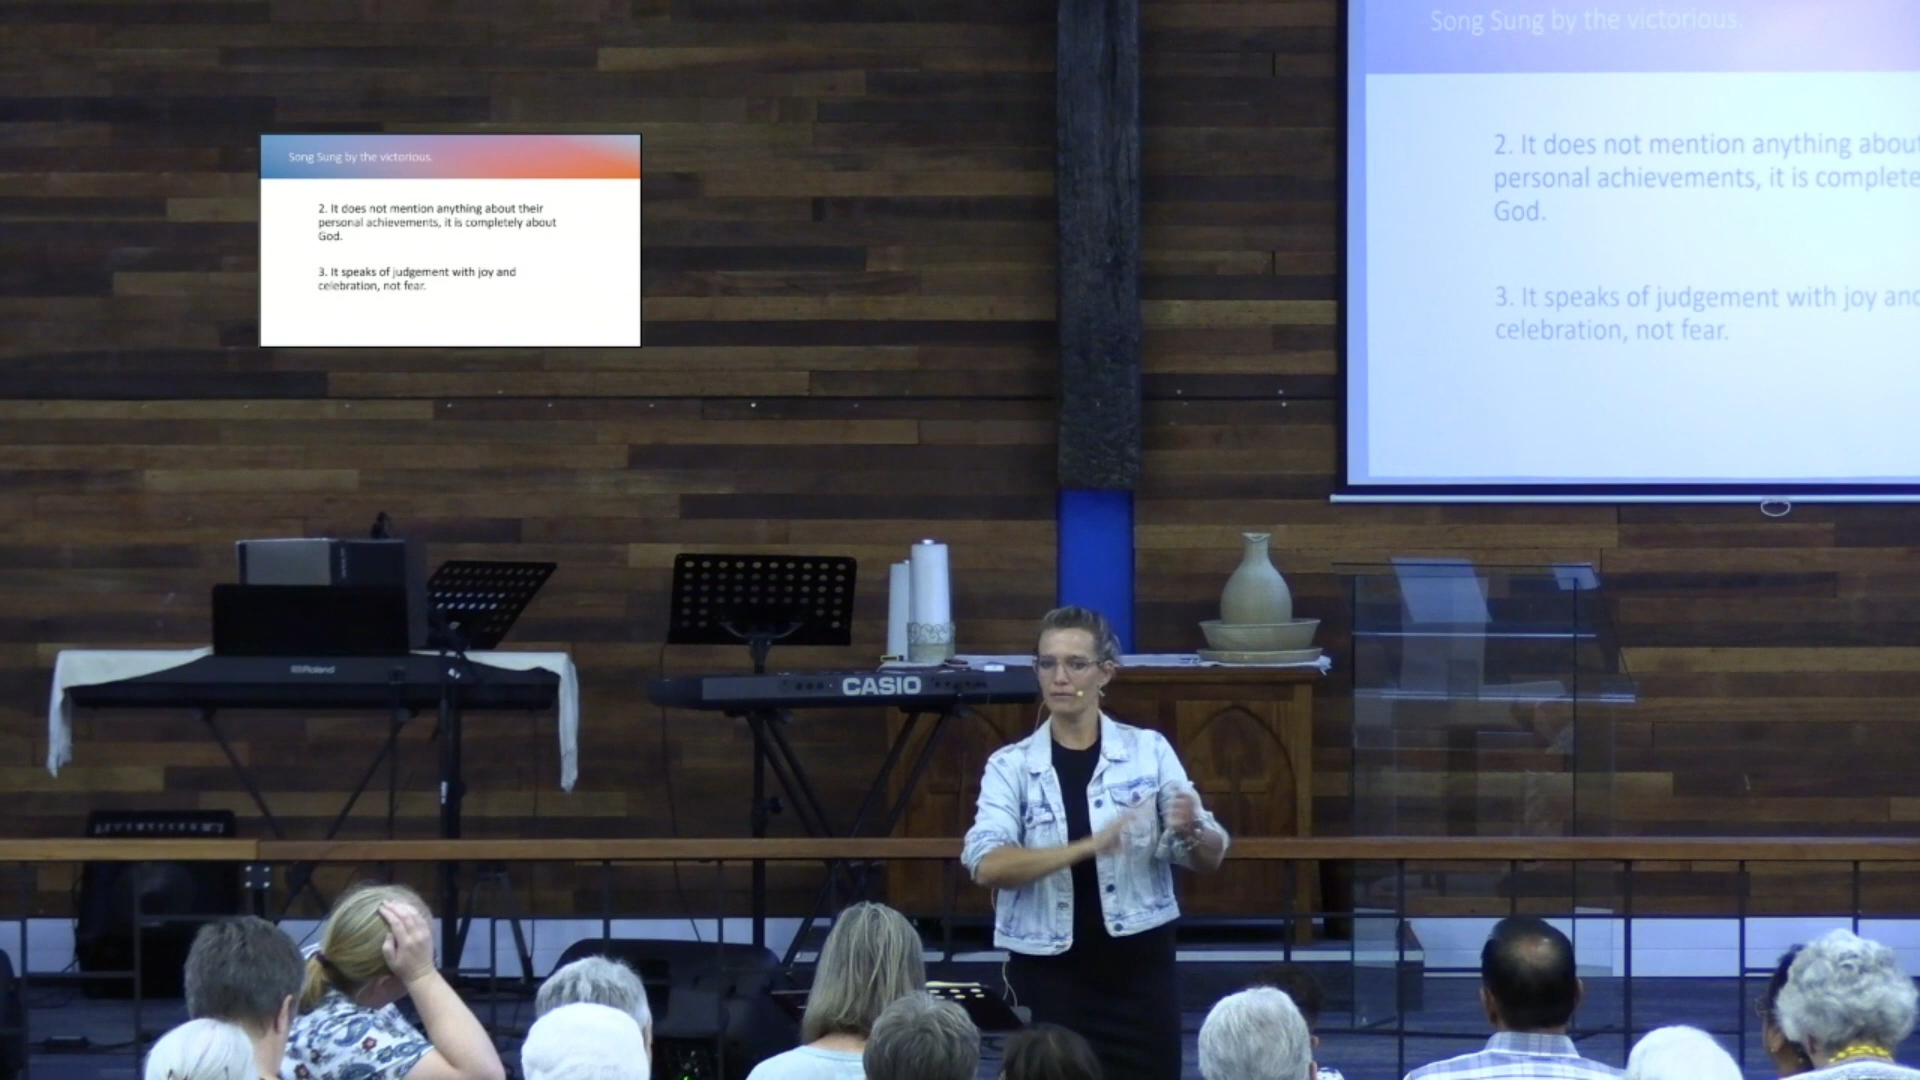 Song Sung by the victorious.
2. It does not mention anything about their
personal achievements, it is completely about
God.
3. It speaks of judgement with joy and
celebration, not fear.
Song Sung by the victorious.
2. It does not mention anything about
personal achievements, it is complete
God.
3. It speaks of judgement with joy and
celebration, not fear.
Roland
CASIO